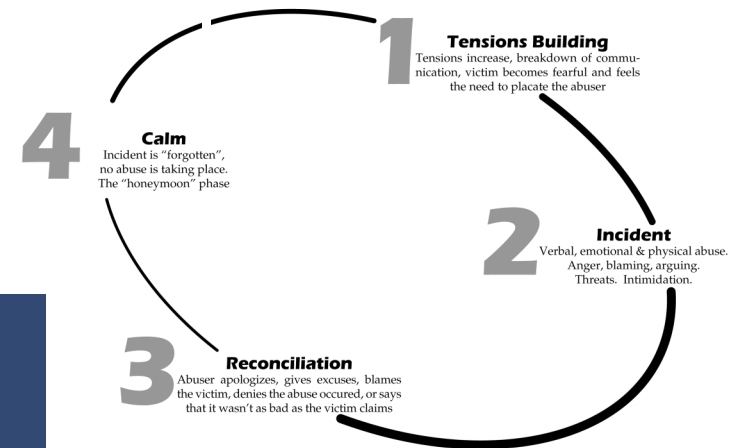 1
Tensions Building
Tensions increase, breakdown of commu-
nication, victim becomes fearful and feels
the need to placate the abuser
2
Incident
Verbal, emotional & physical abuse.
Anger, blaming, arguing.
Threats. Intimidation.
3
Reconciliation
Abuser apologizes, gives excuses, blames
the victim, denies the abuse occured, or says
that it wasn't as bad as the victim claims
4
Calm
Incident is “forgotten”,
no abuse is taking place.
The “honeymoon” phase